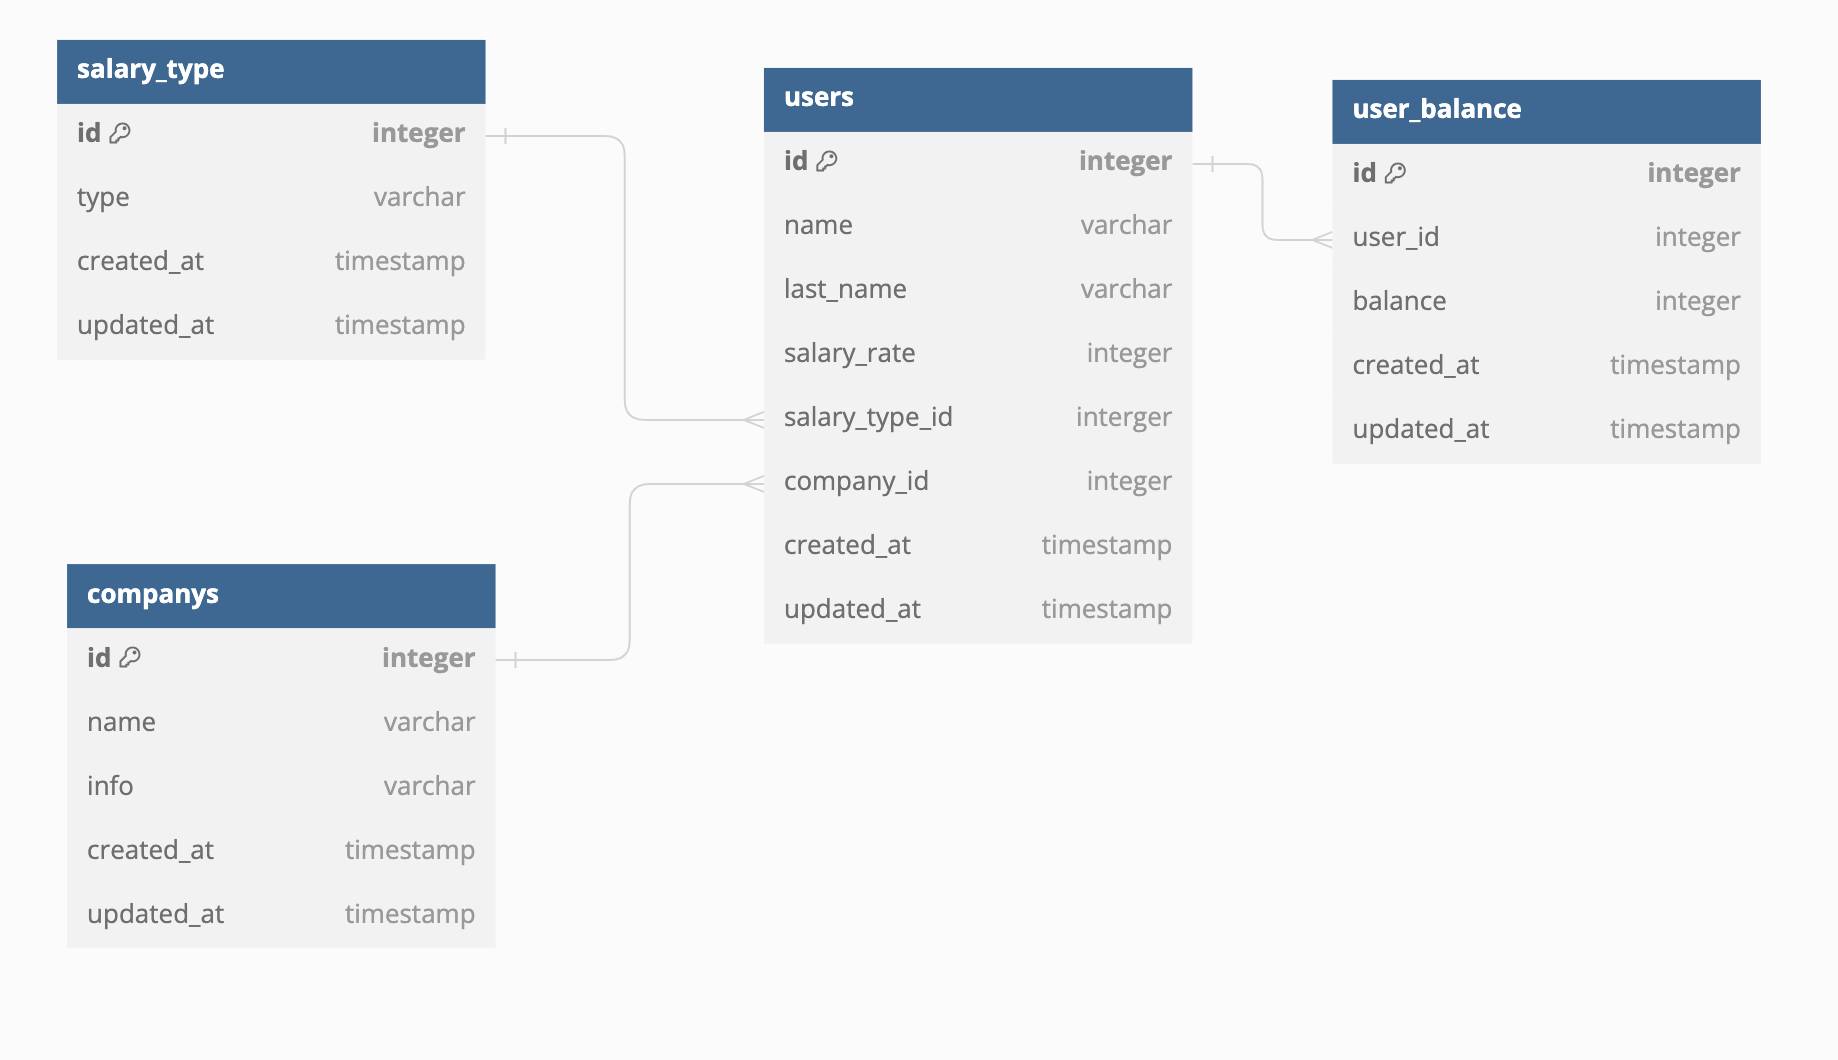 salary_type
id integer
type varchar
created_at timestamp
updated_at timestamp
users
id integer
name varchar
last_name varchar
salary_rate integer
salary_type_id interger
company_id integer
created_at timestamp
updated_at timestamp
user_balance
id integer
user_id integer
balance integer
created_at timestamp
updated_at timestamp
companys
id integer
name varchar
info varchar
created_at timestamp
updated_at timestamp